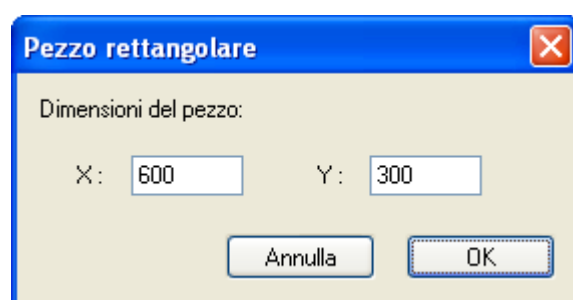 Pezzo rettangolare
Dimensioni del pezzo:
X: 600 Y: 300
Annulla OK